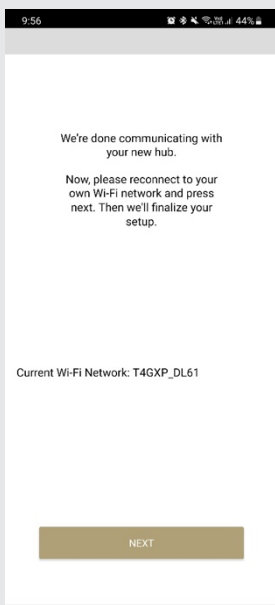 9:56
44%
We're done communicating with
your new hub.
Now, please reconnect to your
own Wi-Fi network and press
next. Then we'll finalize your
setup.
Current Wi-Fi Network: T4GXP_DL61
NEXT